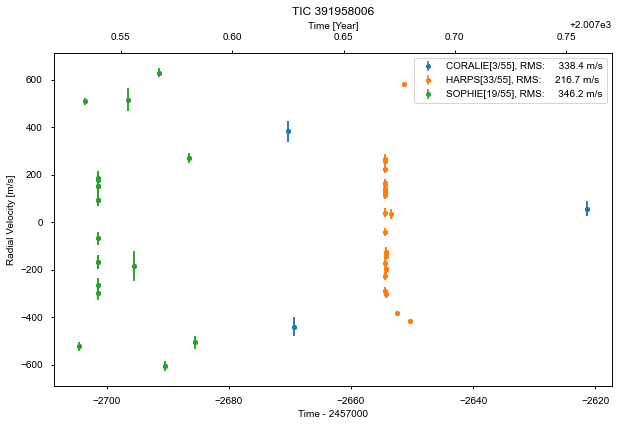 TIC 391958006
Time [Year]
+2.007e3
0.55 0.60 0.65 0.70 0.75
CORALIE[3/55], RMS: 338.4 m/s
HARPS[33/55], RMS: 216.7 m/s
SOPHIE[19/55], RMS: 346.2 m/s
Radial Velocity [m/s]
600
400
200
0
−200
−400
−600
−2700 −2680 −2660 −2640 −2620
Time - 2457000